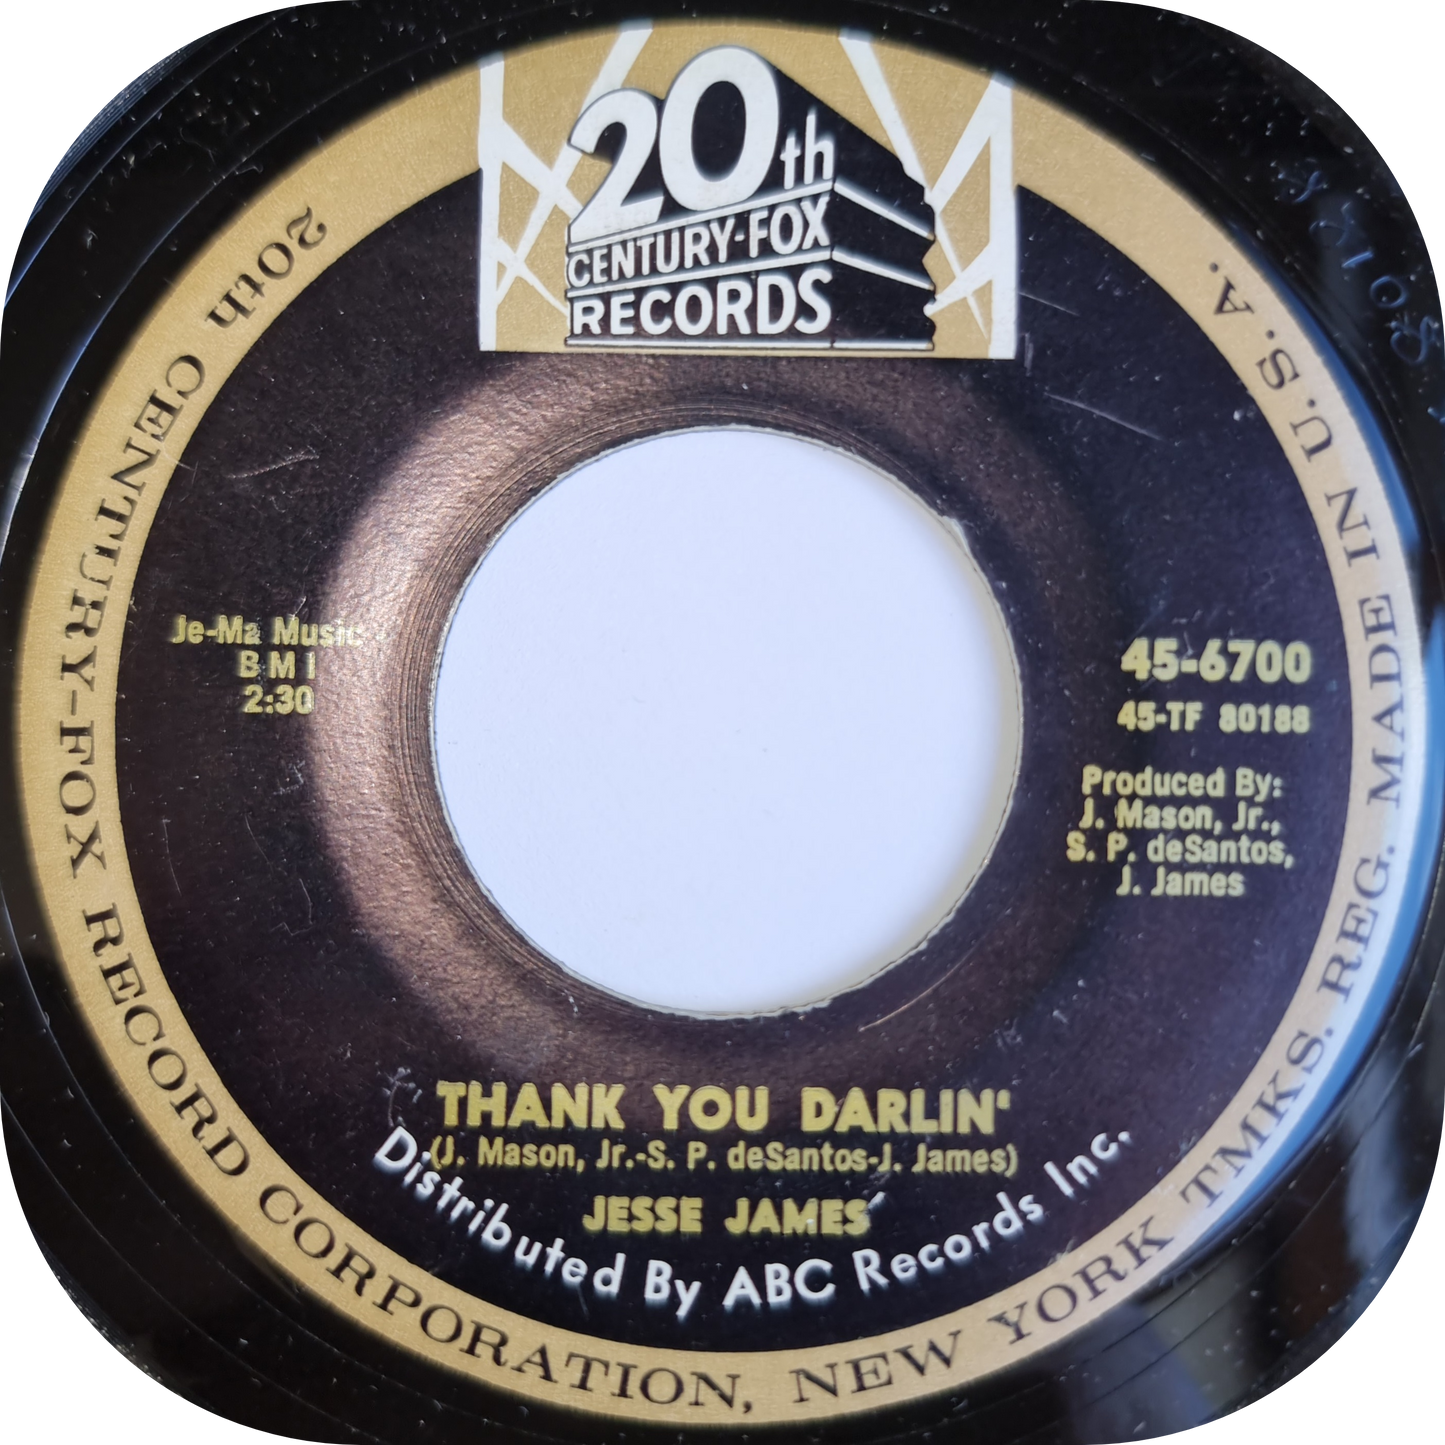 20th
CENTURY-FOX
RECORDS
Je-Ma Music
BMI
2:30
45-6700
45-TF 80188
Produced By:
J. Mason, Jr.,
S. P. deSantos,
J. James
THANK YOU DARLIN'
(J. Mason, Jr.-S. P. deSantos-J. James)
JESSE JAMES
Distributed By ABC Records Inc.
20th CENTURY-FOX RECORD CORPORATION, NEW YORK TMKS. REG. MADE IN U.S.A.